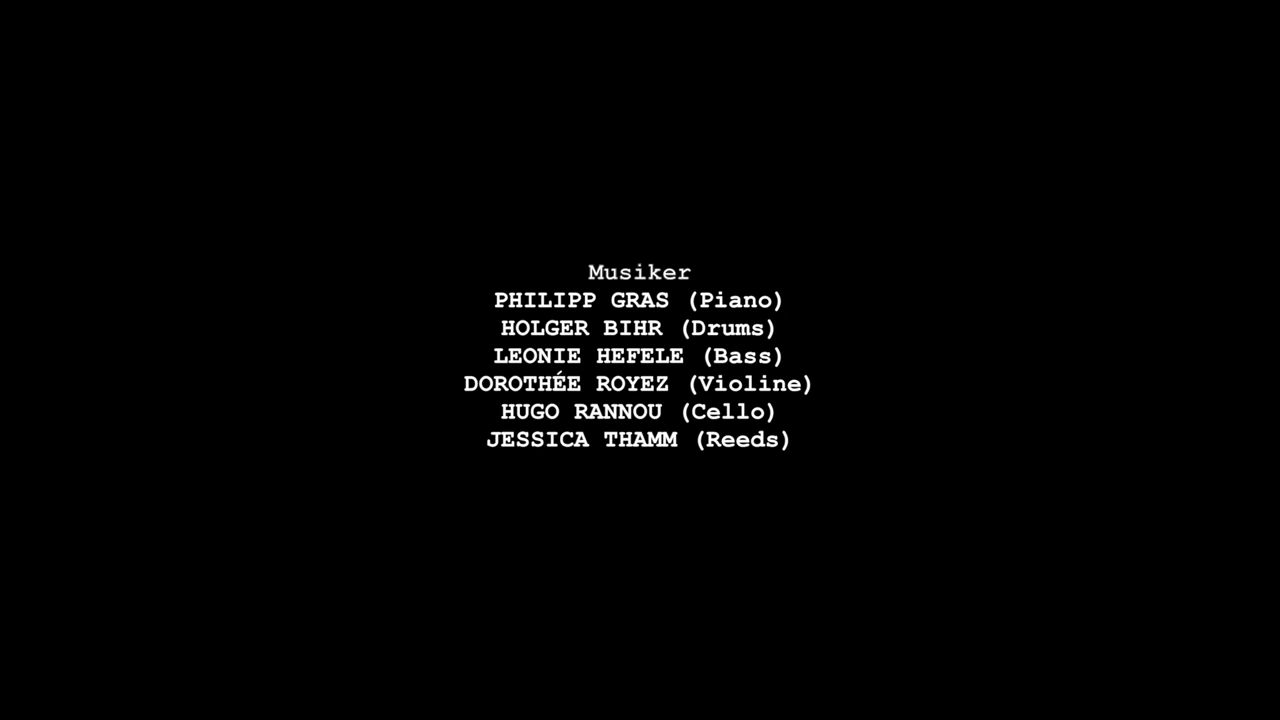 Musiker
PHILIPP GRAS (Piano)
HOLGER BIHR (Drums)
LEONIE HEFELE (Bass)
DOROTHÉE ROYEZ (Violine)
HUGO RANNOU (Cello)
JESSICA THAMM (Reeds)